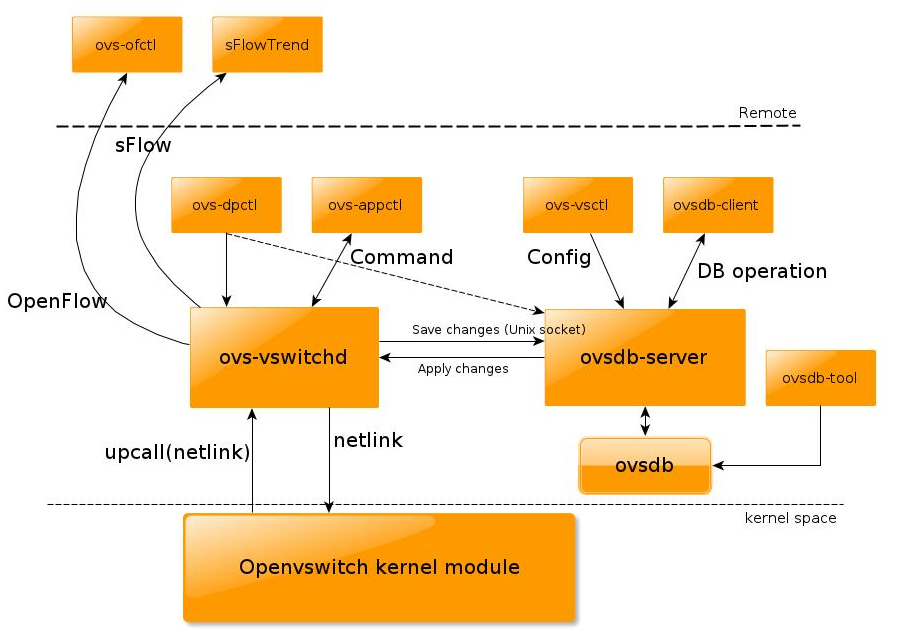 ovs-ofctl
sFlowTrend
Remote
sFlow
ovs-dpctl
ovs-appctl
ovs-vsctl
ovsdb-client
Command
Config
DB operation
OpenFlow
Save changes (Unix socket)
ovs-vswitchd
ovsdb-server
Apply changes
ovsdb-tool
netlink
upcall(netlink)
ovsdb
kernel space
Openvswitch kernel module